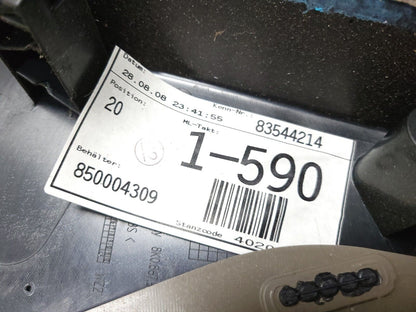 Datum:
28.08.08 23:41:55
Kenn-Nr.:
83544214
Position:
20
ML-Takt:
1-590
Behälter:
850004309
Stanzcode